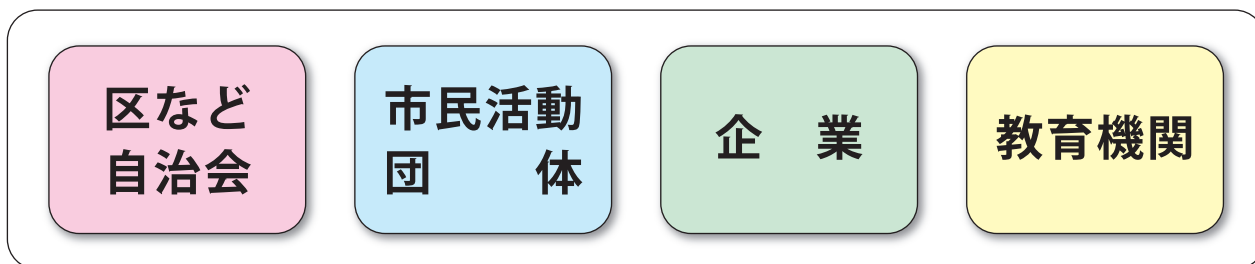 区など
自治会
市民活動
団　　体
企　業
教育機関